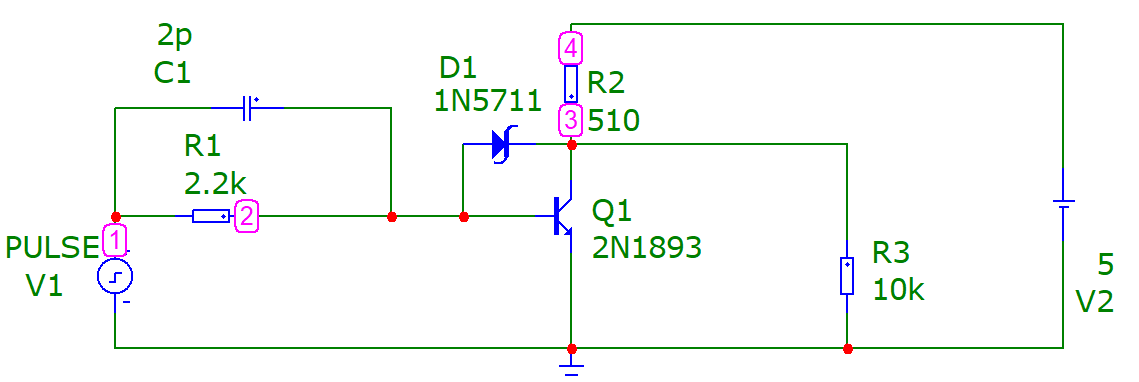 2p
C1
D1
1N5711
4
R2
3
510
R1
2.2k
2
1
PULSE
V1
Q1
2N1893
R3
10k
5
V2